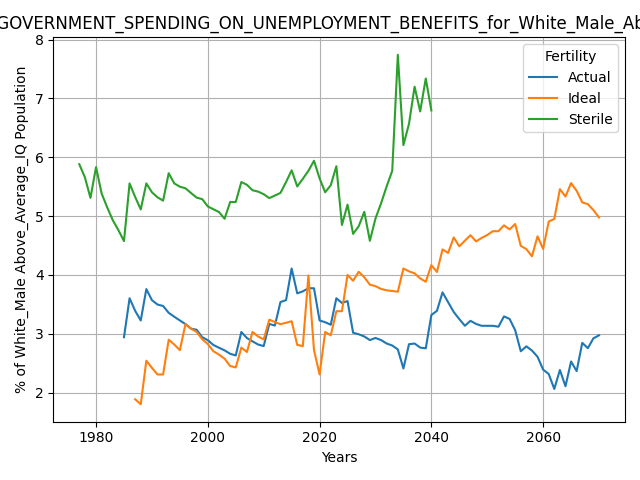 GOVERNMENT_SPENDING_ON_UNEMPLOYMENT_BENEFITS_for_White_Male_Ab
% of White_Male Above_Average_IQ Population
8
7
6
5
4
3
2
1980
2000
2020
2040
2060
Years
Fertility
Actual
Ideal
Sterile